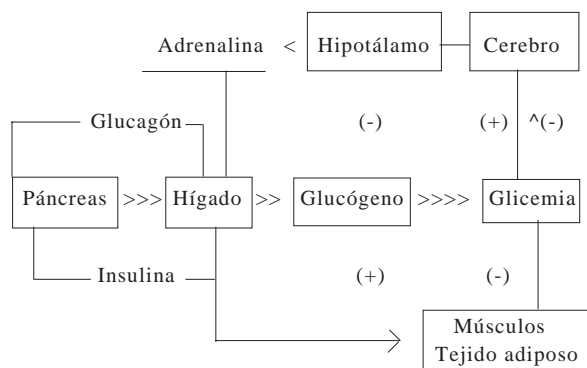 Adrenalina < Hipotálamo Cerebro
Glucagón (-) (+) ^(-)
Páncreas >>> Hígado >> Glucógeno >>>> Glicemia
Insulina (+) (-)
Músculos
Tejido adiposo